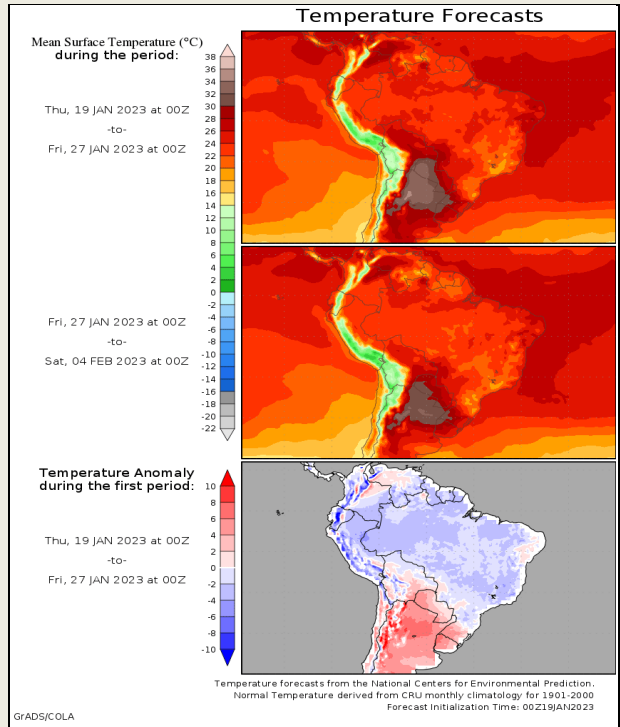 Temperature Forecasts
Mean Surface Temperature (°C)
during the period:
Thu, 19 JAN 2023 at 00Z
-to-
Fri, 27 JAN 2023 at 00Z
38
36
34
32
30
28
26
24
22
20
18
16
14
12
10
8
6
4
2
0
-2
-4
-6
-8
-10
-12
-14
-16
-18
-20
-22
Fri, 27 JAN 2023 at 00Z
-to-
Sat, 04 FEB 2023 at 00Z
Temperature Anomaly
during the first period:
Thu, 19 JAN 2023 at 00Z
-to-
Fri, 27 JAN 2023 at 00Z
10
8
6
4
2
0
-2
-4
-6
-8
-10
Temperature forecasts from the National Centers for Environmental Prediction.
Normal Temperature derived from CRU monthly climatology for 1901-2000
Forecast Initialization Time: 00Z19JAN2023
GrADS/COLA